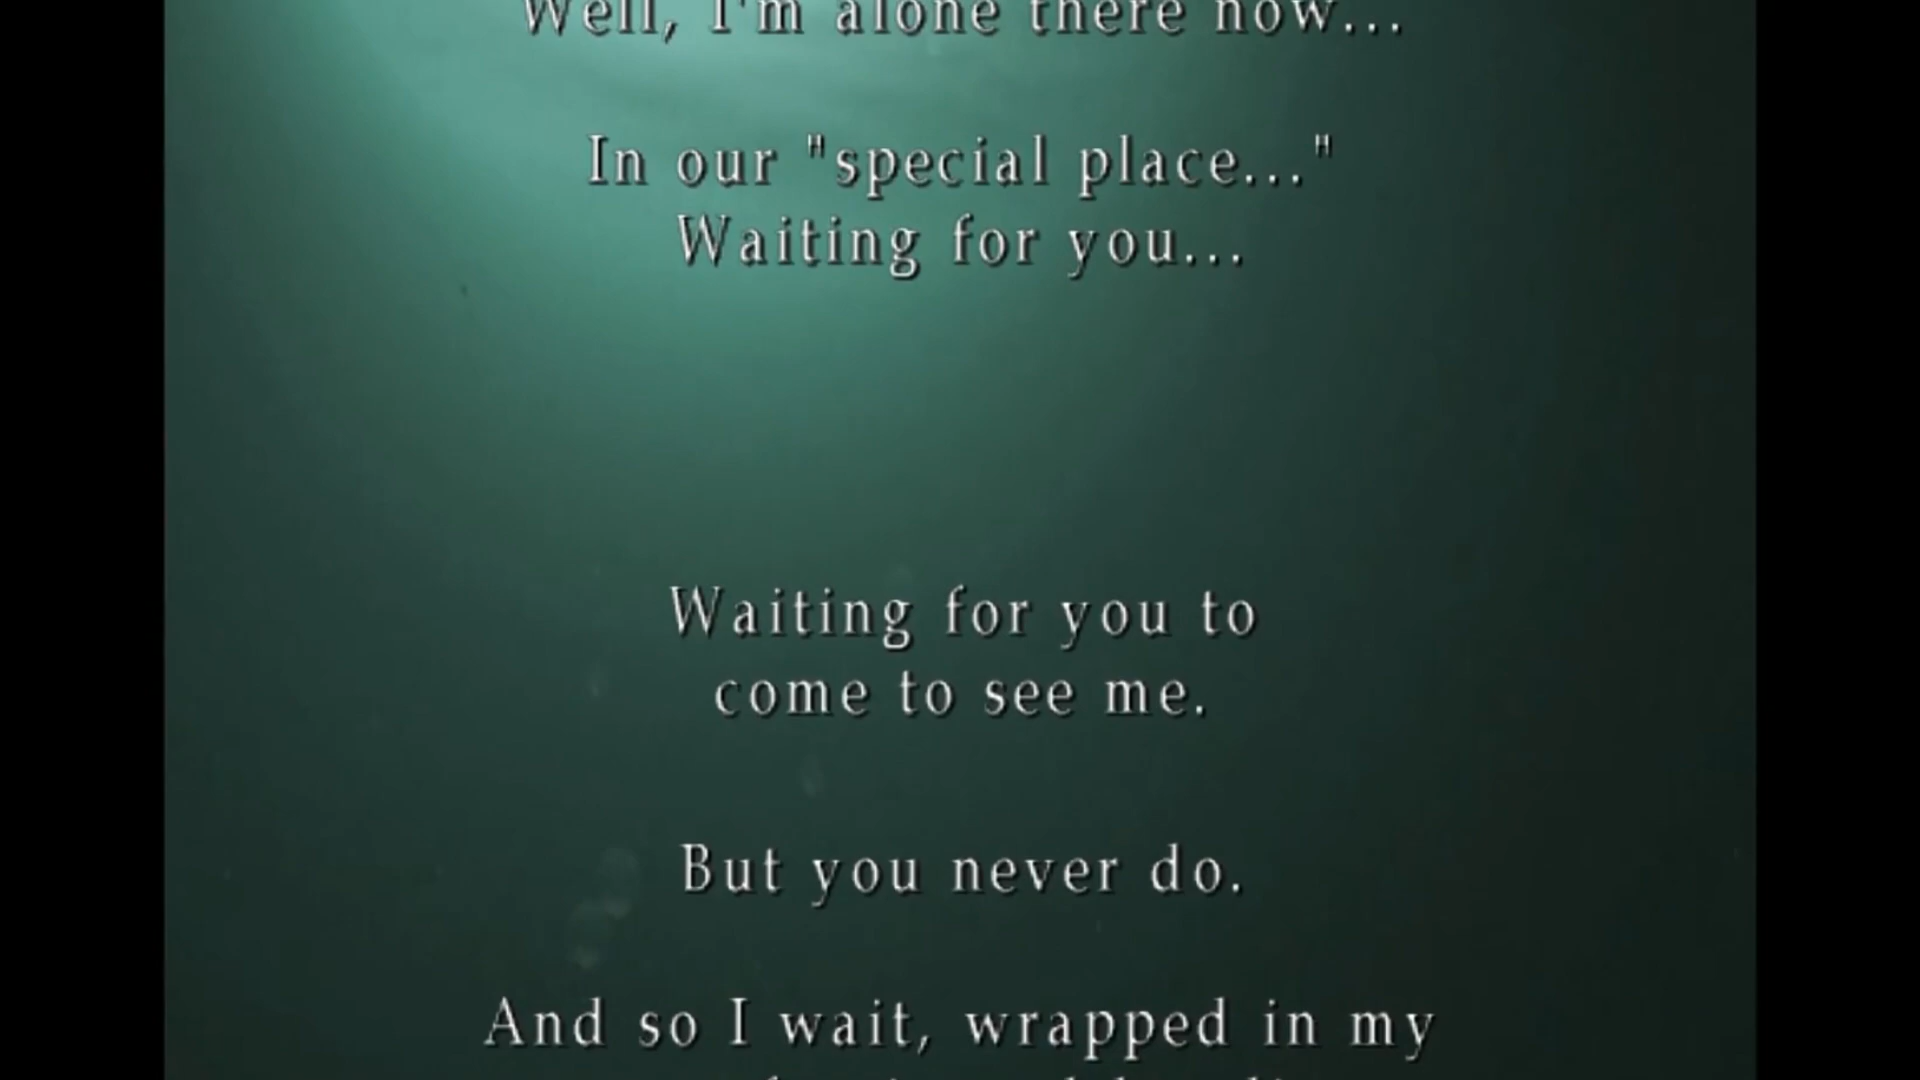 Well, I'm alone there now...
In our "special place..."
Waiting for you...
Waiting for you to
come to see me.
But you never do.
And so I wait, wrapped in my